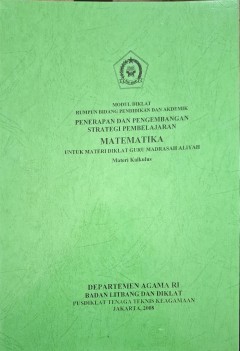 MODUL DIKLAT
RUMPUN BIDANG PENDIDIKAN DAN AKDEMIK
PENERAPAN DAN PENGEMBANGAN
STRATEGI PEMBELAJARAN
MATEMATIKA
UNTUK MATERI DIKLAT GURU MADRASAH ALIYAH
Materi Kalkulus
DEPARTEMEN AGAMA RI
BADAN LITBANG DAN DIKLAT
PUSDIKLAT TENAGA TEKNIS KEAGAMAAN
JAKARTA, 2008